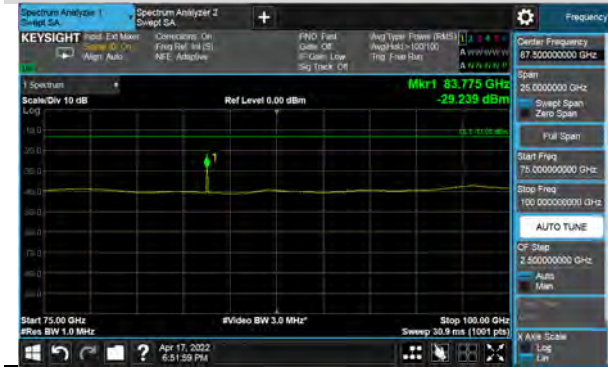 Spectrum Analyzer 1
Swept SA
Spectrum Analyzer 2
Swept SA
+
Frequency
KEYSIGHT Input: Ext Mixer
Align: Auto
Corrections: On
Freq Ref: Int (S)
NFE: Adaptive
PNO: Fast
Gate: Off
IF Gain: Low
Sig Track: Off
Avg Type: Power (RMS)
Avg|Hold:>100/100
Trig: Free Run
1 Spectrum
Scale/Div 10 dB
Log
Ref Level 0.00 dBm
Mkr1 83.775 GHz
-29.239 dBm
1
Start 75.00 GHz
#Res BW 1.0 MHz
#Video BW 3.0 MHz*
Stop 100.00 GHz
Sweep 30.9 ms (1001 pts)
Apr 17, 2022
6:51:59 PM
?
Center Frequency
87.500000000 GHz
Span
25.0000000 GHz
Swept Span
Zero Span
Full Span
Start Freq
75.000000000 GHz
Stop Freq
100.000000000 GHz
AUTO TUNE
CF Step
2.500000000 GHz
Auto
Man
X Axis Scale
Log
Lin